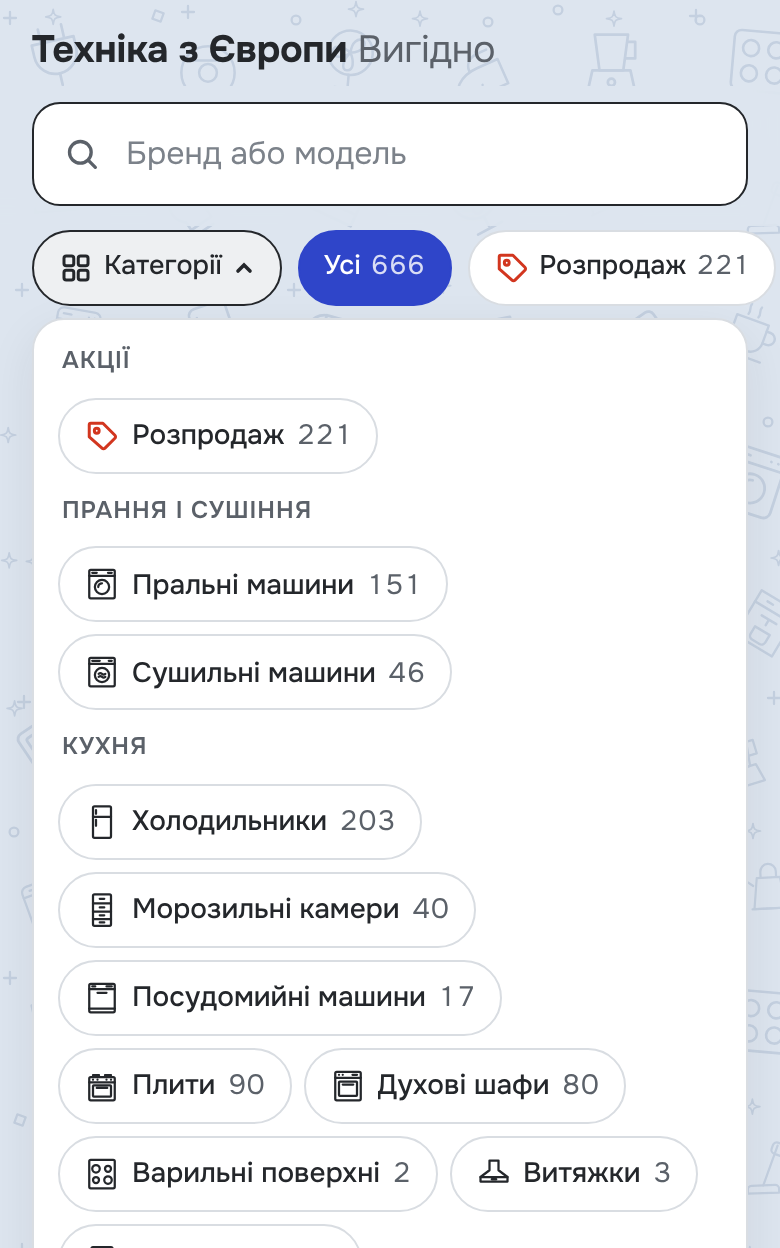 Техніка з Європи Вигідно
Бренд або модель
Категорії Усі 666 Розпродаж 221
АКЦІЇ
Розпродаж 221
ПРАННЯ І СУШІННЯ
Пральні машини 151
Сушильні машини 46
КУХНЯ
Холодильники 203
Морозильні камери 40
Посудомийні машини 17
Плити 90 Духові шафи 80
Варильні поверхні 2 Витяжки 3